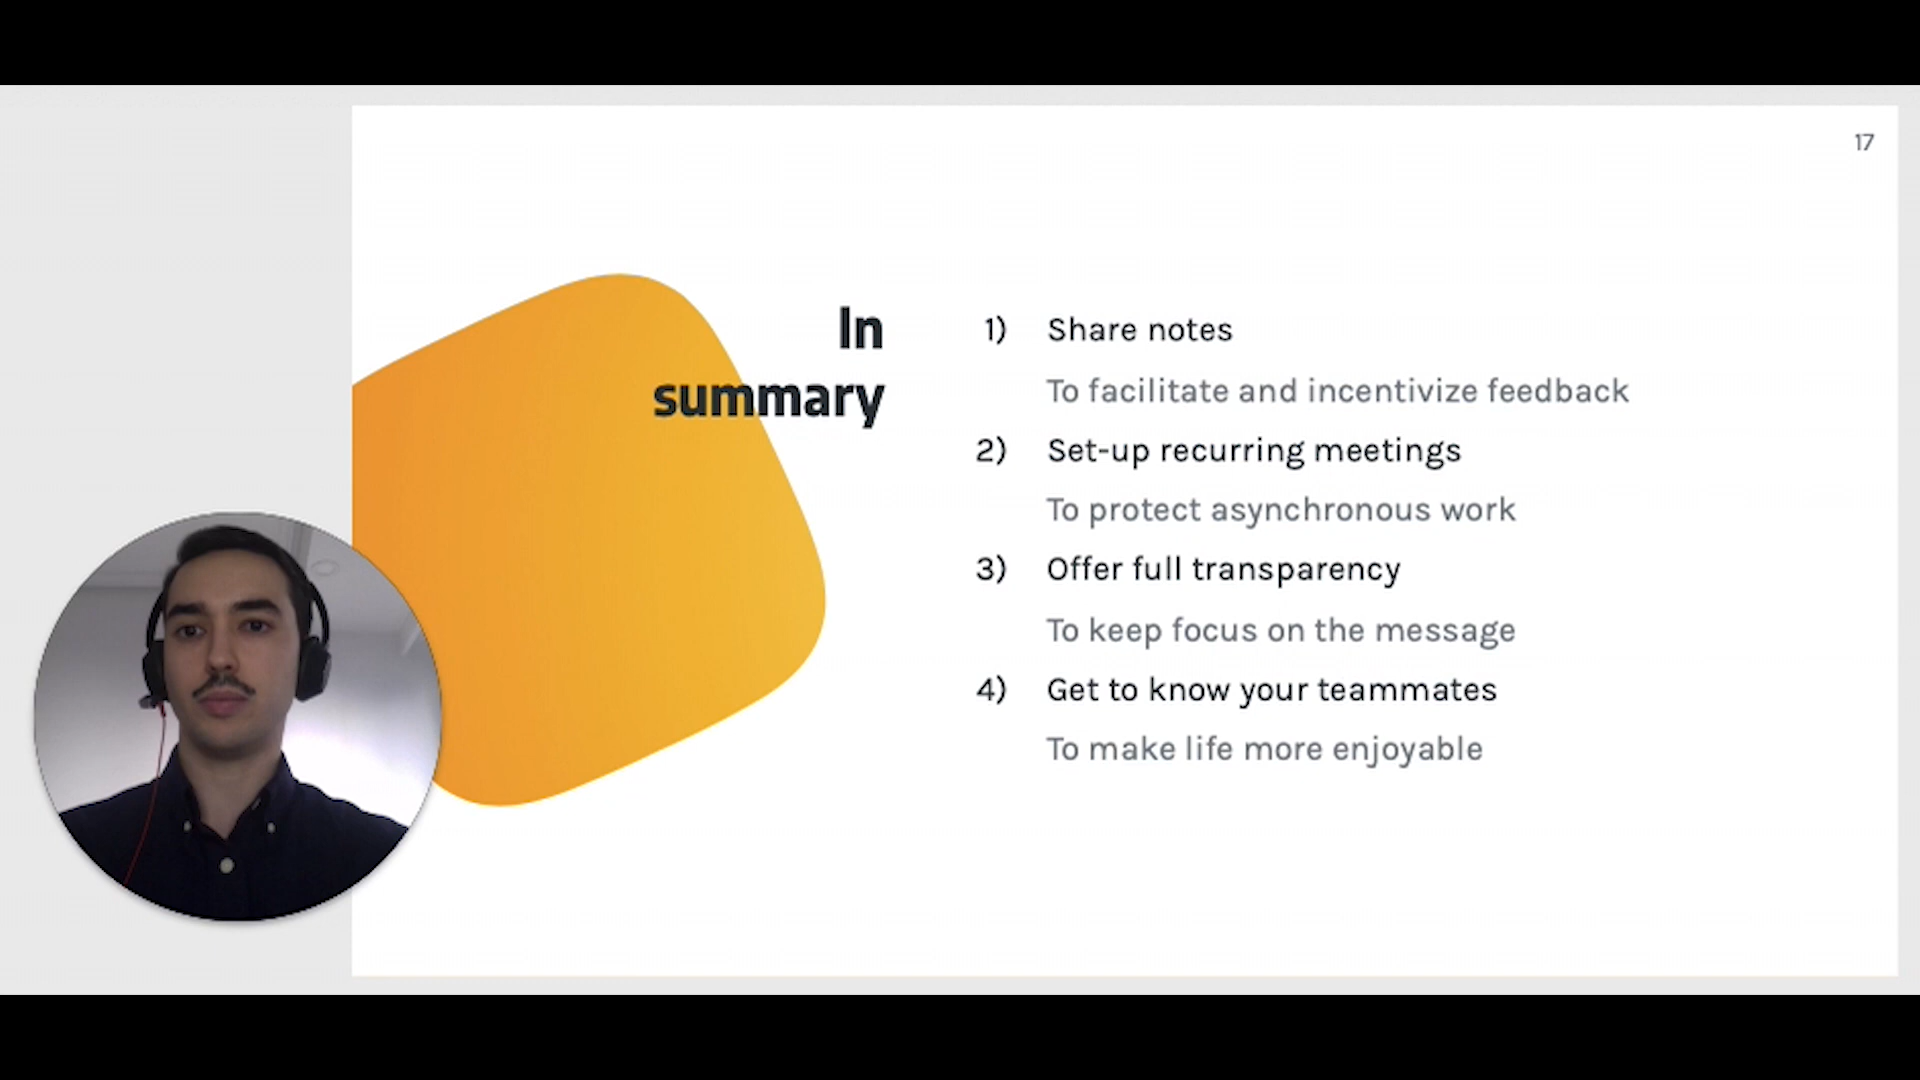 17
In
summary
1) Share notes
To facilitate and incentivize feedback
2) Set-up recurring meetings
To protect asynchronous work
3) Offer full transparency
To keep focus on the message
4) Get to know your teammates
To make life more enjoyable